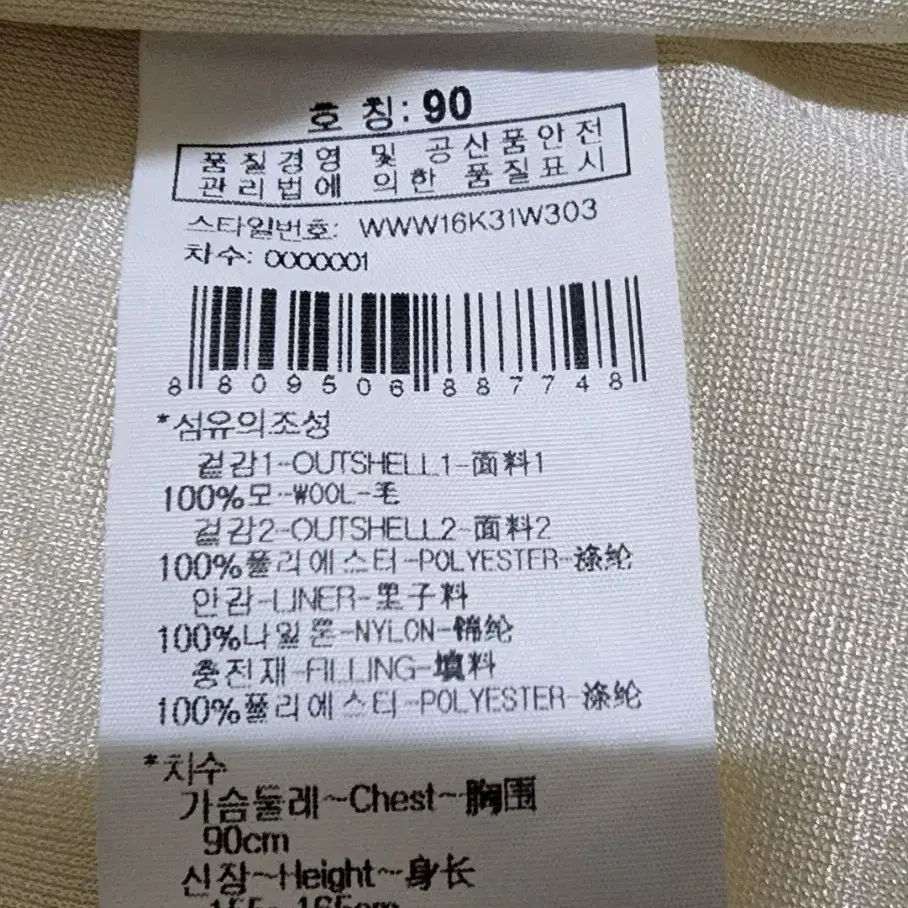 호 칭: 90
품질경영 및 공산품안전
관리법에 의한 품질표시
스타일번호: WWW16K31W303
차수: 0000001
8 809506 887748
*섬유의조성
겉감1-OUTSHELL1-面料1
100%모-WOOL-毛
겉감2-OUTSHELL2-面料2
100%폴리에스터-POLYESTER-涤纶
안감-LINER-里子料
100%나일론-NYLON-锦纶
충전재-FILLING-填料
100%폴리에스터-POLYESTER-涤纶
*치수
가슴둘레~Chest~胸围
90cm
신장~Height~身长
155~165cm